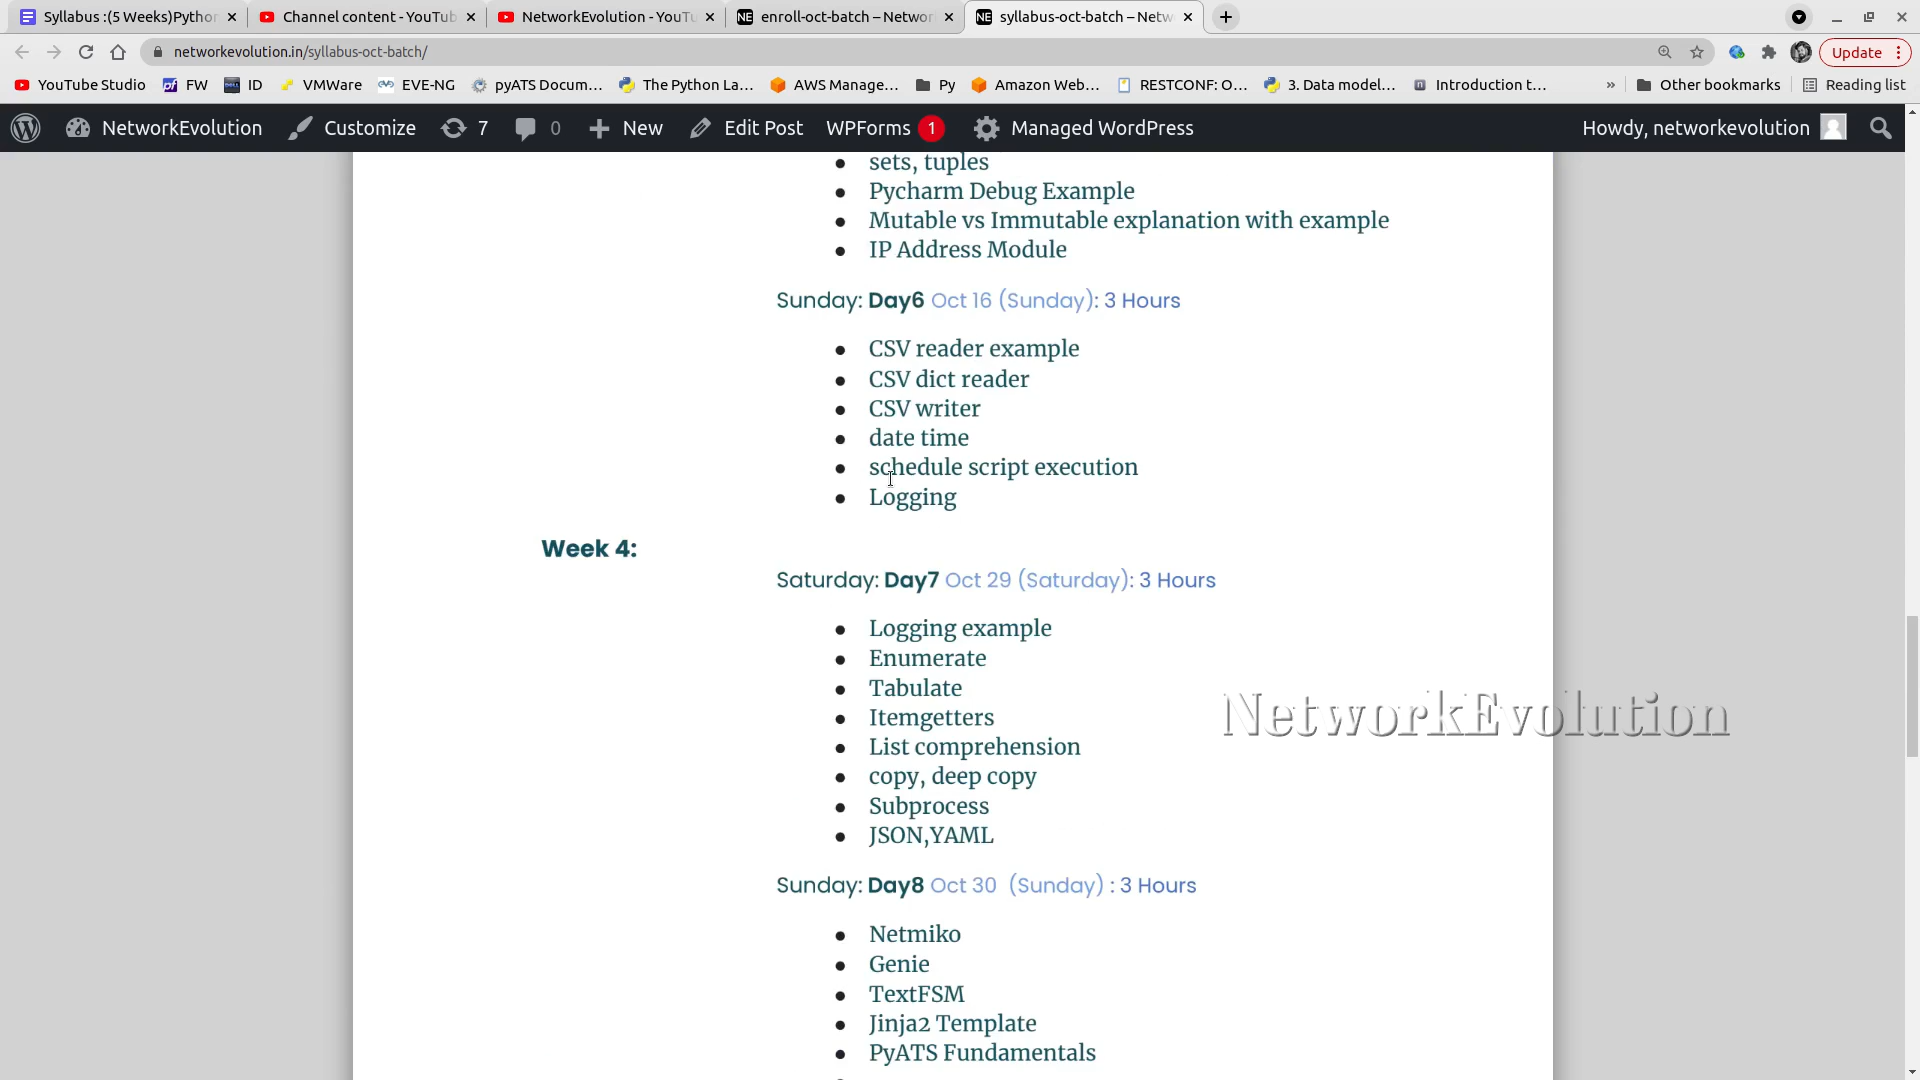 Syllabus :(5 Weeks)Python
Channel content - YouTub
NetworkEvolution - YouTu
enroll-oct-batch – Networ
syllabus-oct-batch – Netw
networkevolution.in/syllabus-oct-batch/
Update
YouTube Studio
FW
ID
VMWare
EVE-NG
pyATS Docum...
The Python La...
AWS Manage...
Py
Amazon Web...
RESTCONF: O...
3. Data model...
Introduction t...
»
Other bookmarks
Reading list
NetworkEvolution
Customize
7
0
New
Edit Post
WPForms 1
Managed WordPress
Howdy, networkevolution
sets, tuples
Pycharm Debug Example
Mutable vs Immutable explanation with example
IP Address Module
Sunday: Day6 Oct 16 (Sunday): 3 Hours
CSV reader example
CSV dict reader
CSV writer
date time
schedule script execution
Logging
Week 4:
Saturday: Day7 Oct 29 (Saturday): 3 Hours
Logging example
Enumerate
Tabulate
Itemgetters
List comprehension
copy, deep copy
Subprocess
JSON,YAML
NetworkEvolution
Sunday: Day8 Oct 30 (Sunday) : 3 Hours
Netmiko
Genie
TextFSM
Jinja2 Template
PyATS Fundamentals